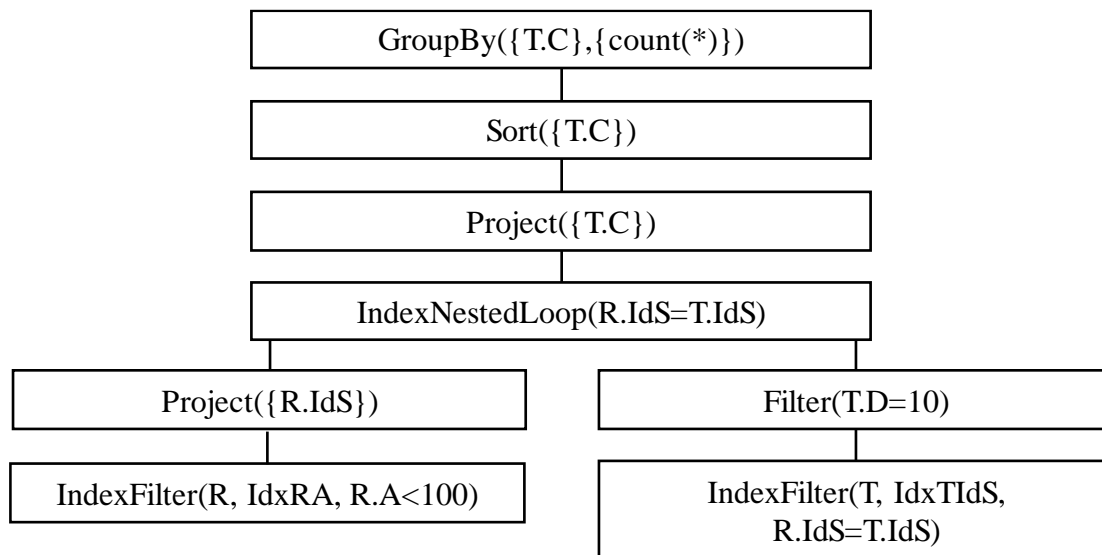 GroupBy({T.C},{count(*)})
Sort({T.C})
Project({T.C})
IndexNestedLoop(R.IdS=T.IdS)
Project({R.IdS})
Filter(T.D=10)
IndexFilter(R, IdxRA, R.A<100)
IndexFilter(T, IdxTIdS,
R.IdS=T.IdS)